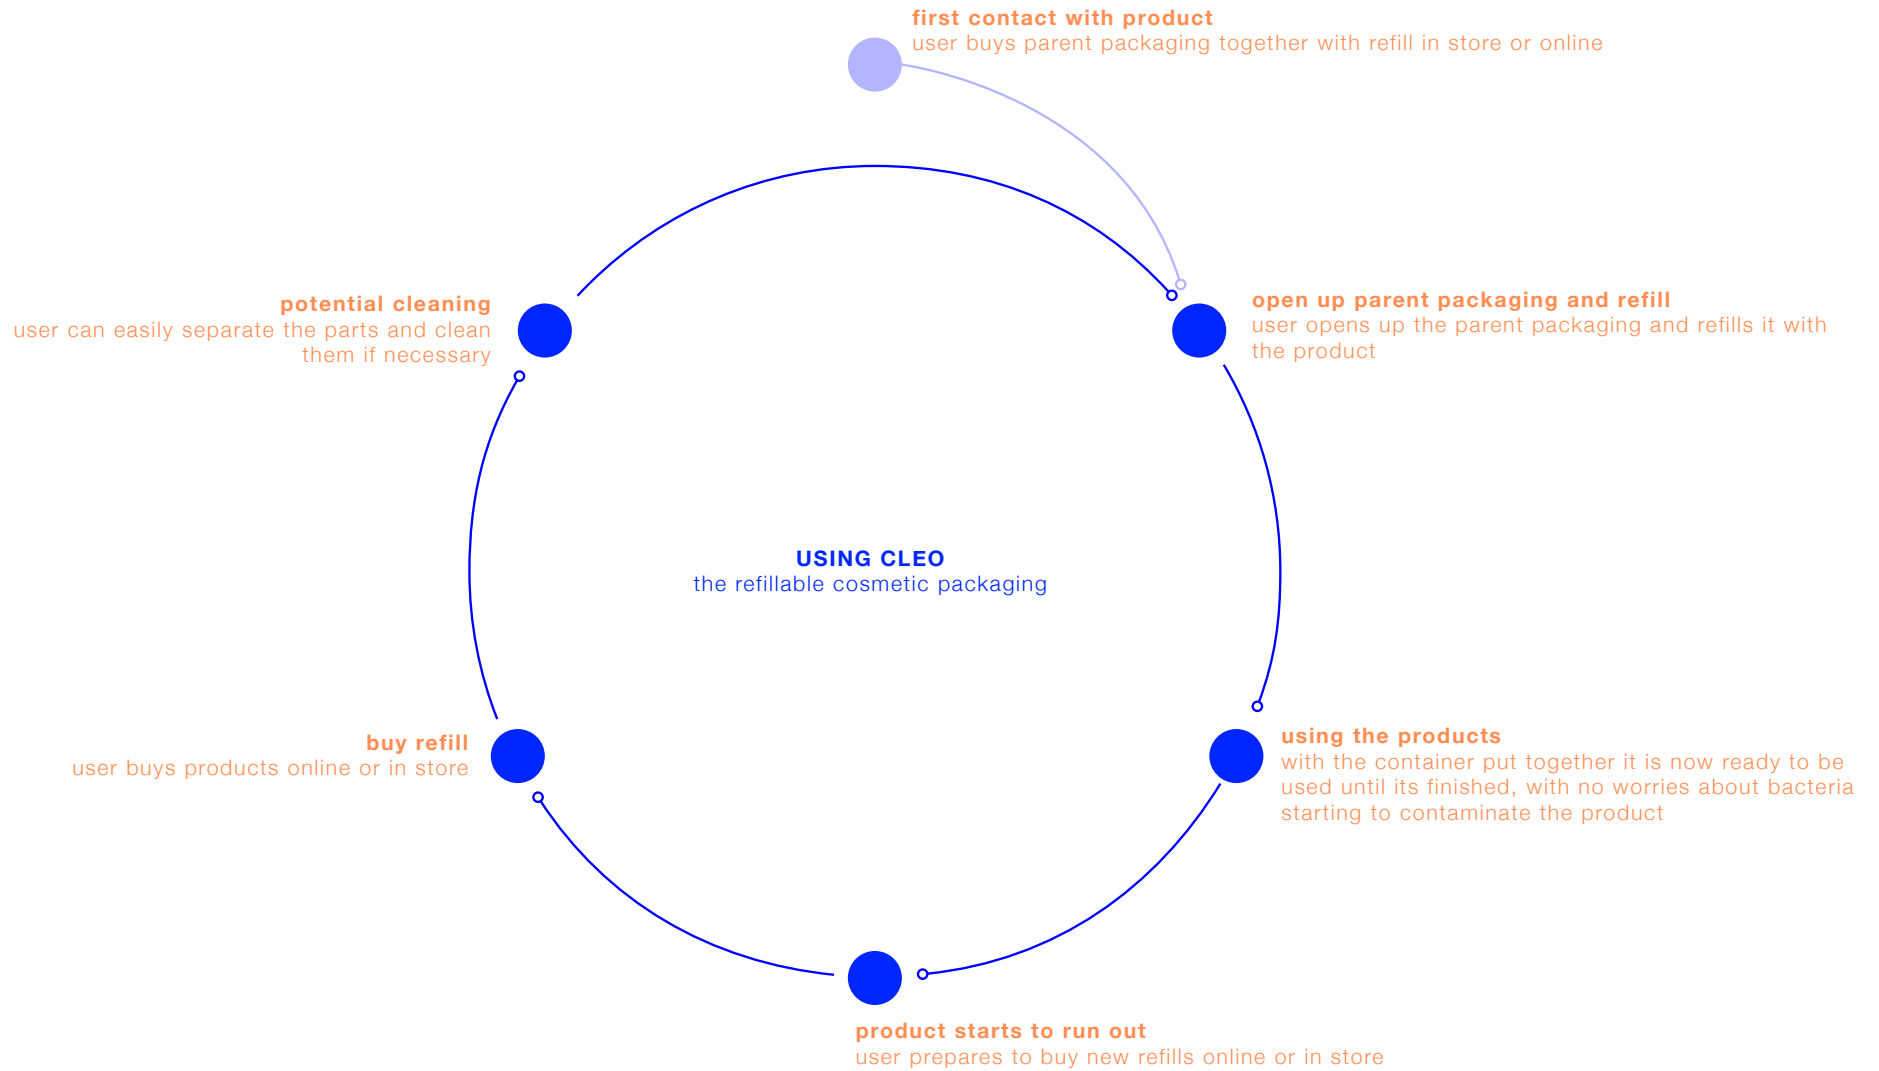 first contact with product
user buys parent packaging together with refill in store or online
potential cleaning
user can easily separate the parts and clean
them if necessary
open up parent packaging and refill
user opens up the parent packaging and refills it with
the product
USING CLEO
the refillable cosmetic packaging
buy refill
user buys products online or in store
using the products
with the container put together it is now ready to be
used until its finished, with no worries about bacteria
starting to contaminate the product
product starts to run out
user prepares to buy new refills online or in store